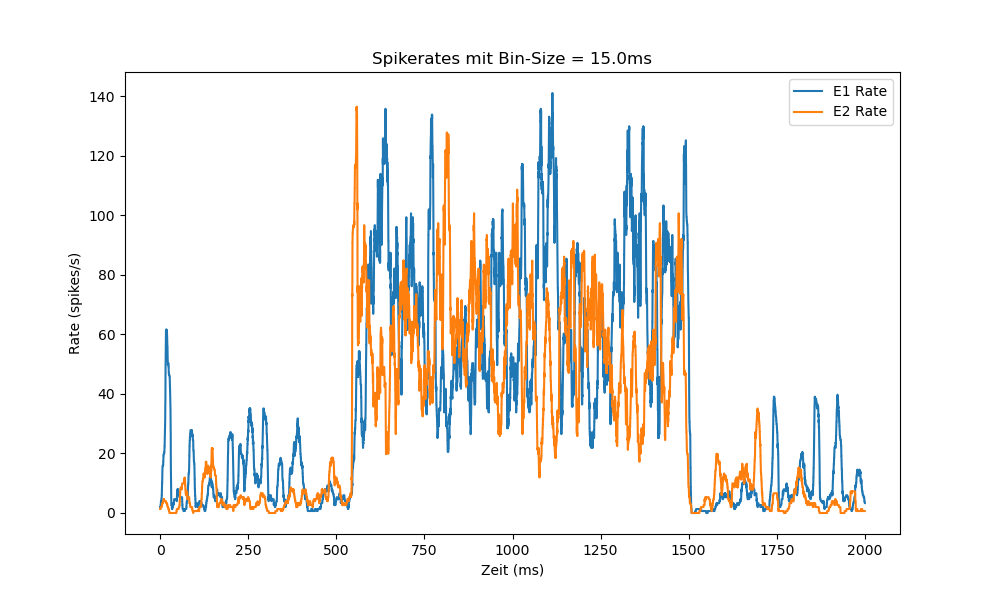 Spikerates mit Bin-Size = 15.0ms
E1 Rate
E2 Rate
140
120
100
80
60
40
20
0
Rate (spikes/s)
0 250 500 750 1000 1250 1500 1750 2000
Zeit (ms)